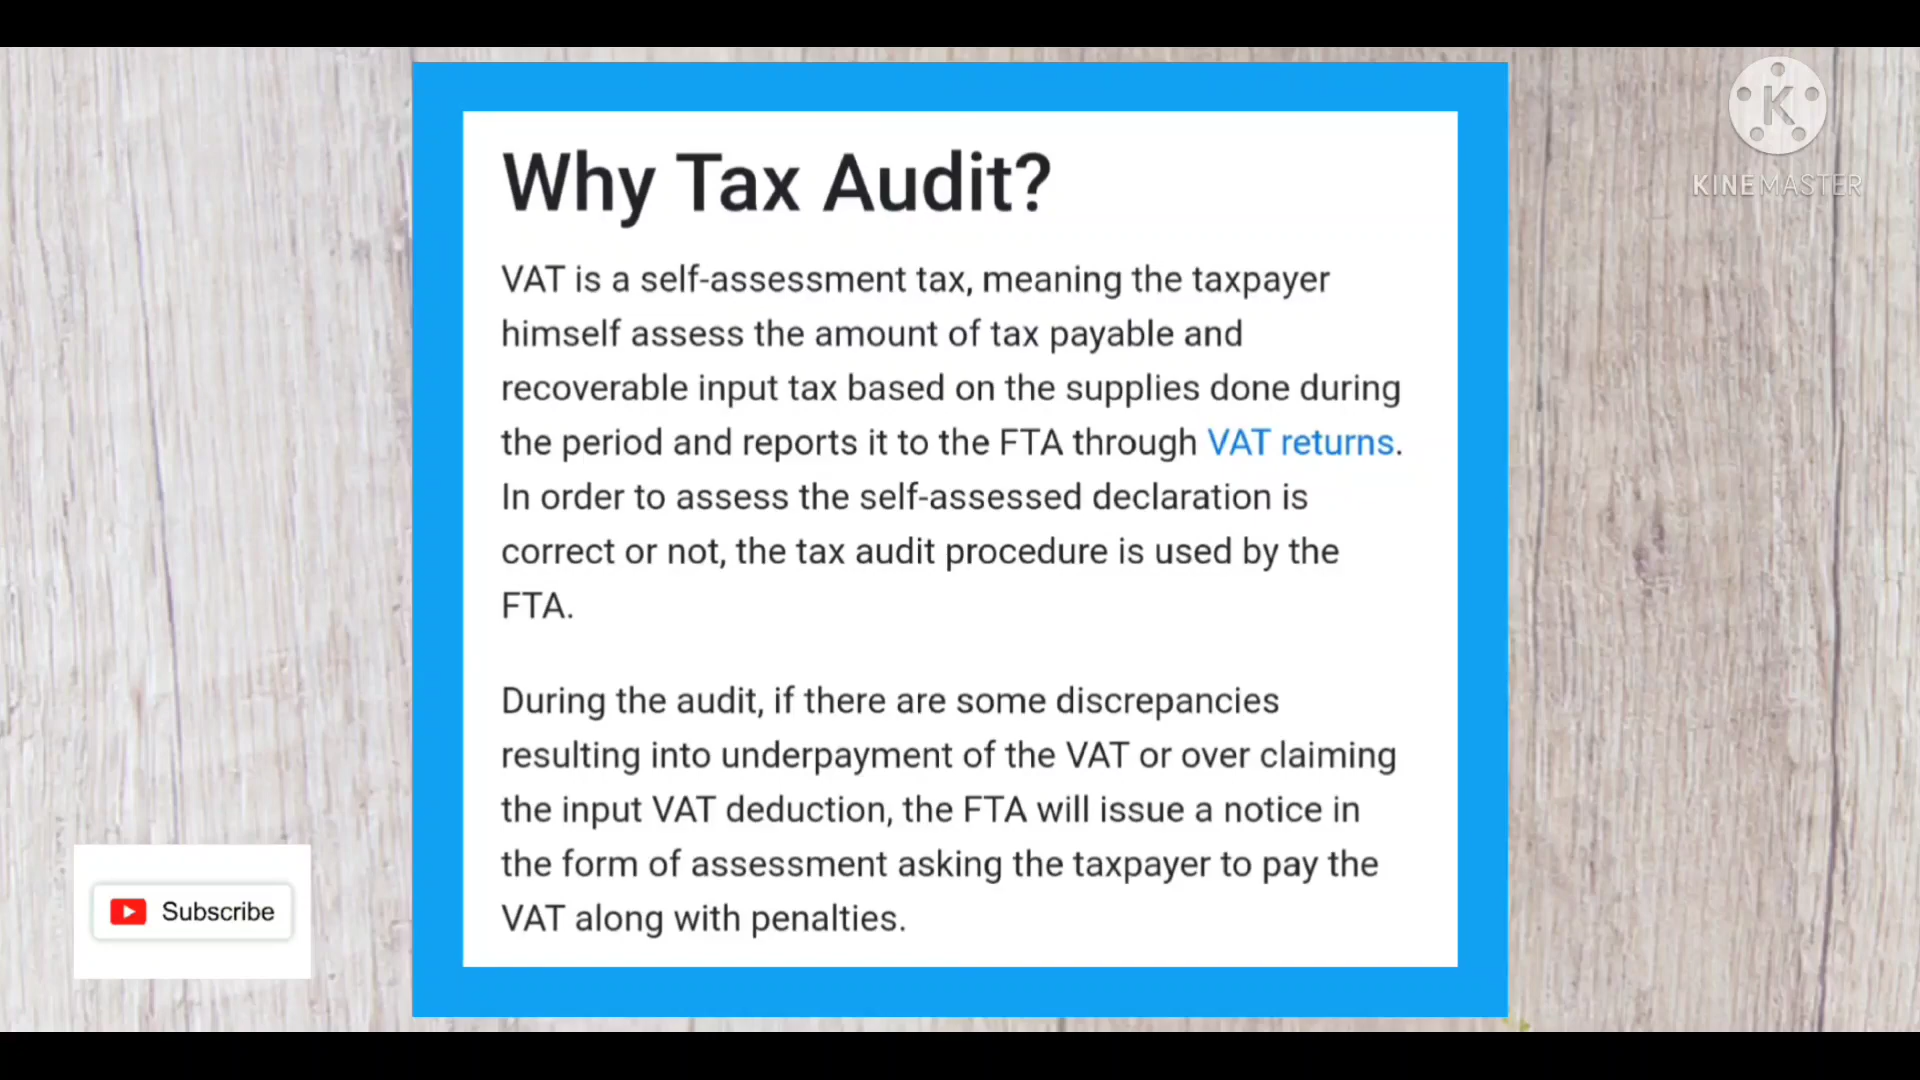 Why Tax Audit?
VAT is a self-assessment tax, meaning the taxpayer
himself assess the amount of tax payable and
recoverable input tax based on the supplies done during
the period and reports it to the FTA through VAT returns.
In order to assess the self-assessed declaration is
correct or not, the tax audit procedure is used by the
FTA.
During the audit, if there are some discrepancies
resulting into underpayment of the VAT or over claiming
the input VAT deduction, the FTA will issue a notice in
the form of assessment asking the taxpayer to pay the
VAT along with penalties.
Subscribe
K
KINEMASTER